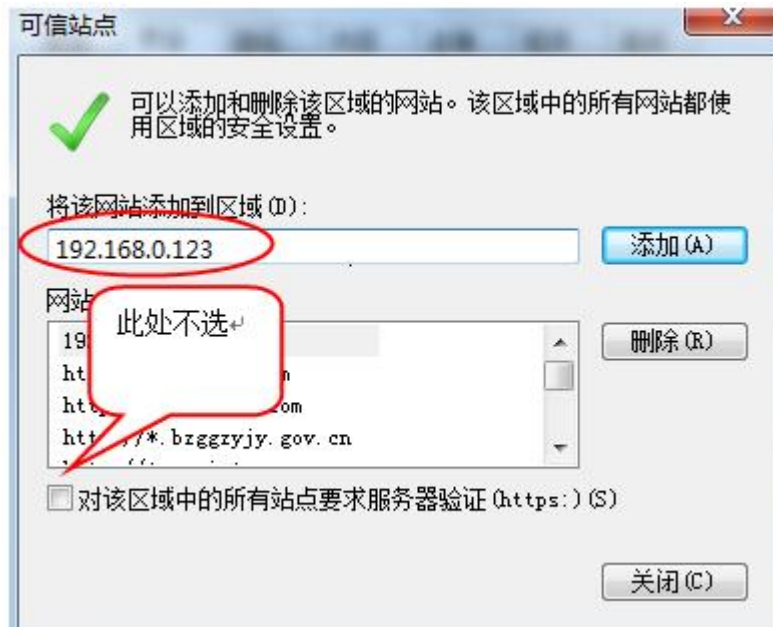 可信站点
可以添加和删除该区域的网站。该区域中的所有网站都使
用区域的安全设置。
将该网站添加到区域(D):
192.168.0.123
添加(A)
网站
此处不选
删除(R)
*.bzggzyjy.gov.cn
对该区域中的所有站点要求服务器验证(https:)(S)
关闭(C)